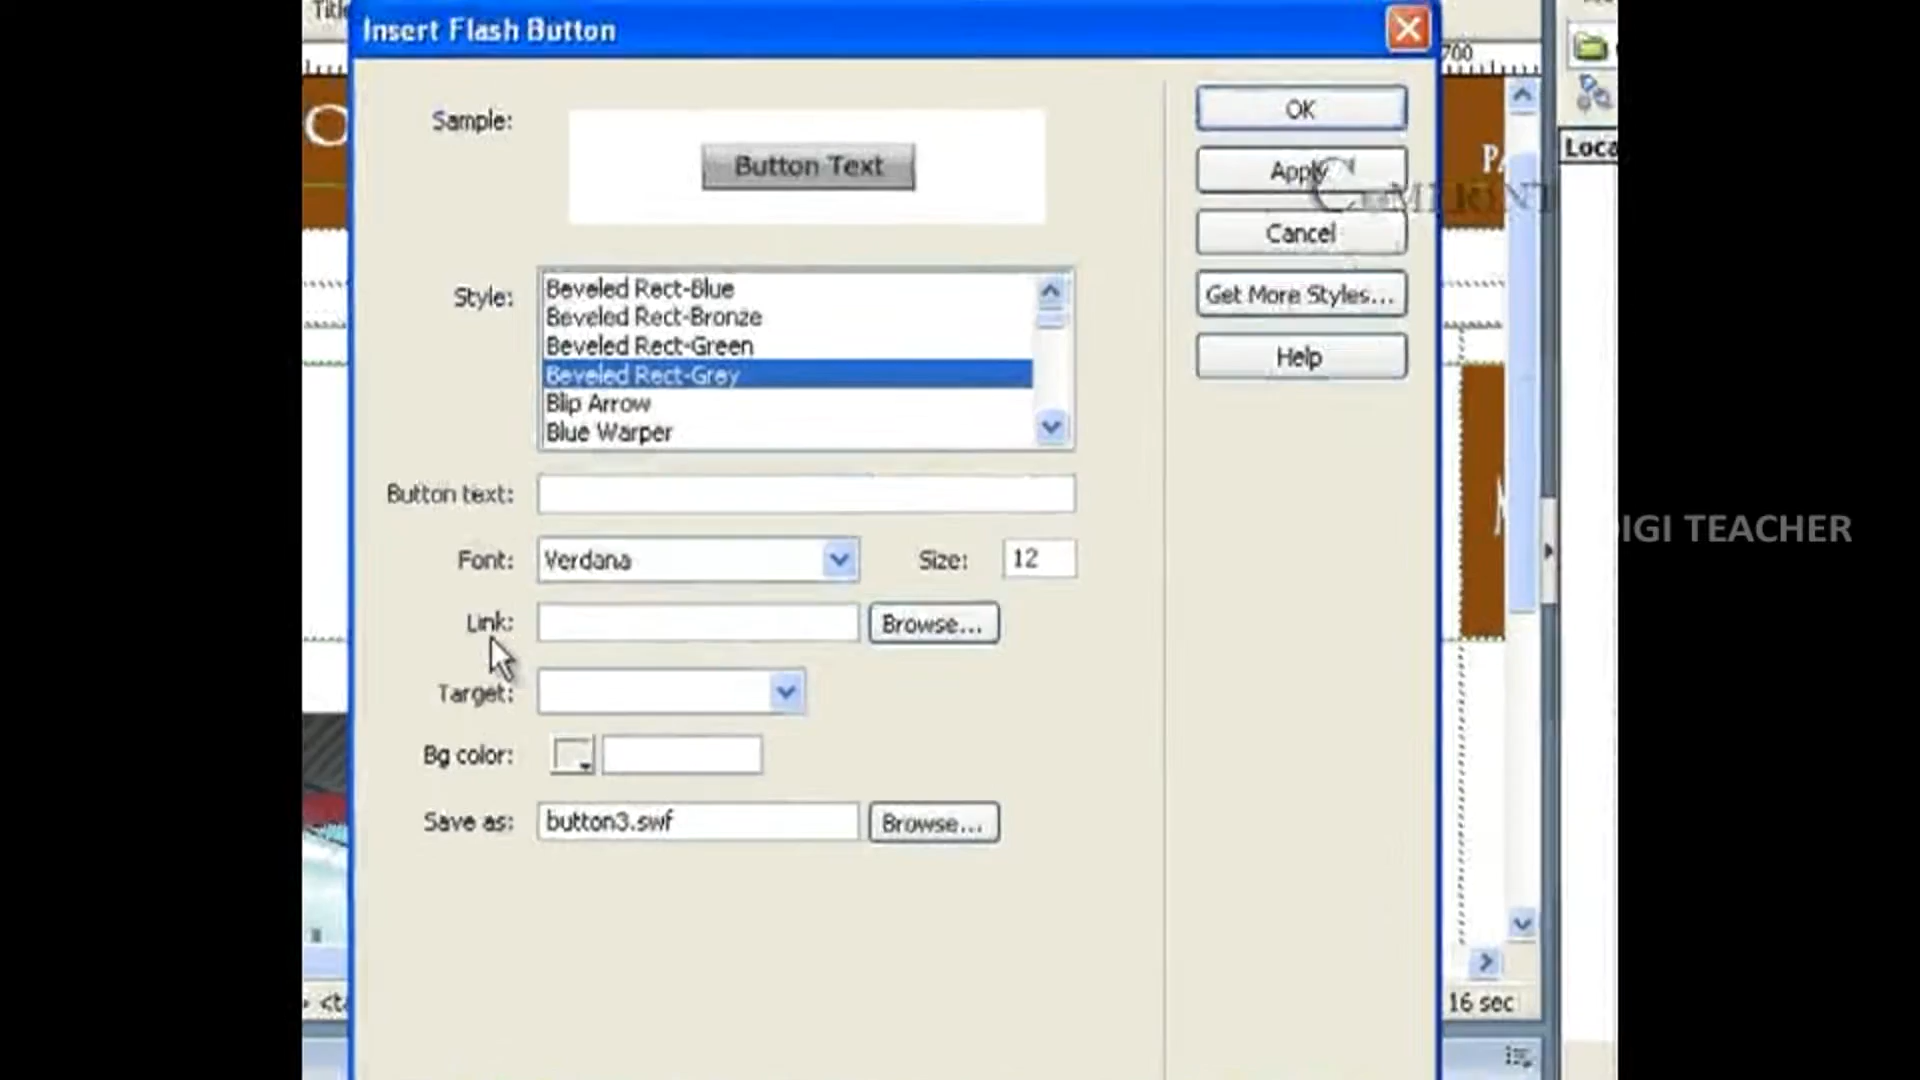 Insert Flash Button
700
Sample:
Button Text
OK
Apply
Cancel
Get More Styles...
Help
Style:
Beveled Rect-Blue
Beveled Rect-Bronze
Beveled Rect-Green
Beveled Rect-Grey
Blip Arrow
Blue Warper
Button text:
Font:
Verdana
Size:
12
Link:
Browse...
Target:
Bg color:
Save as:
button3.swf
Browse...
16 sec
IGI TEACHER